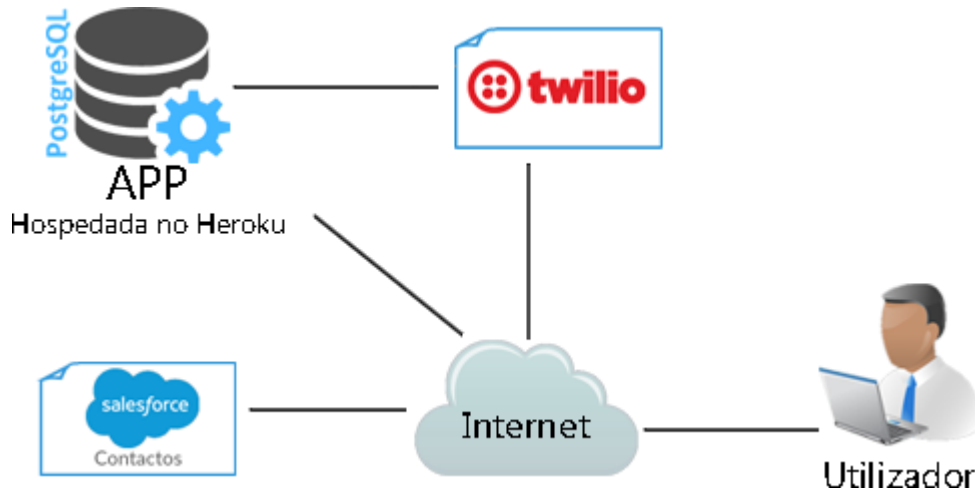 PostgreSQL
twilio
APP
Hospedada no Heroku
salesforce
Contactos
Internet
Utilizador